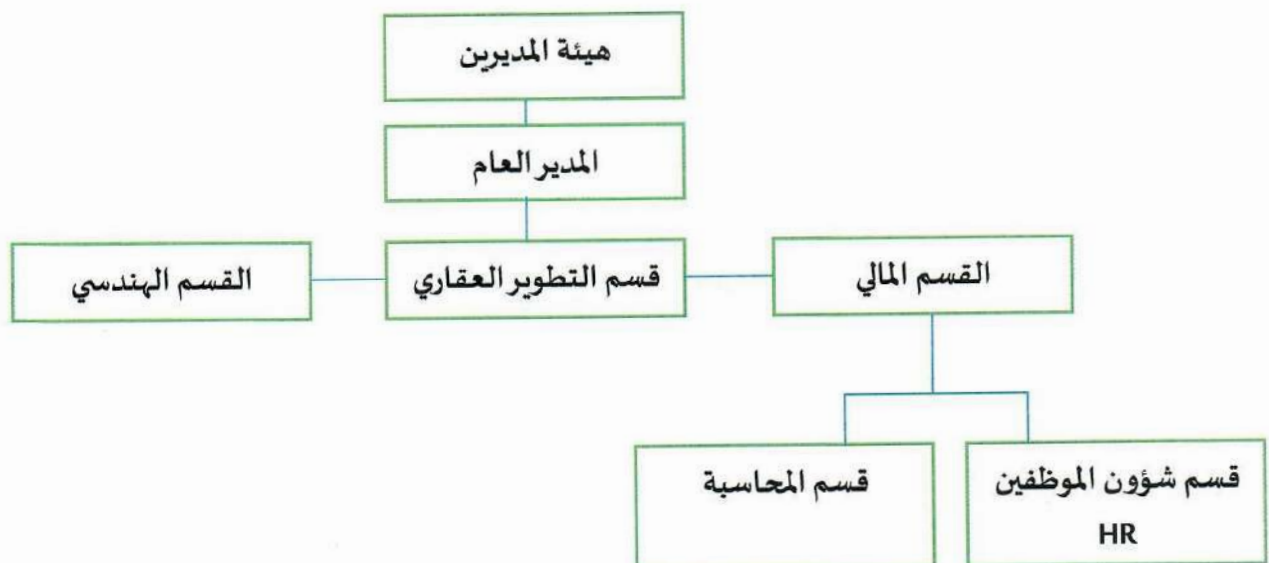 هيئة المديرين
المدير العام
القسم المالي
قسم التطوير العقاري
القسم الهندسي
قسم شؤون الموظفين
HR
قسم المحاسبة